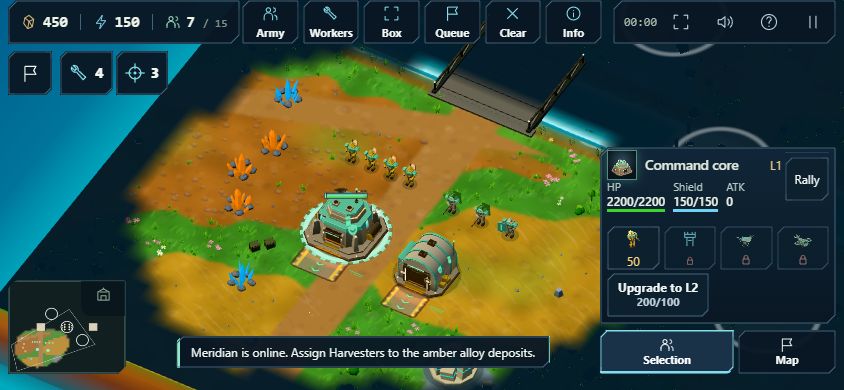 450 150 7 / 15
Army
Workers
Box
Queue
Clear
Info
00:00
4
3
Command core L1
HP Shield ATK
2200/2200 150/150 0
Rally
50
Upgrade to L2
200/100
Meridian is online. Assign Harvesters to the amber alloy deposits.
Selection
Map